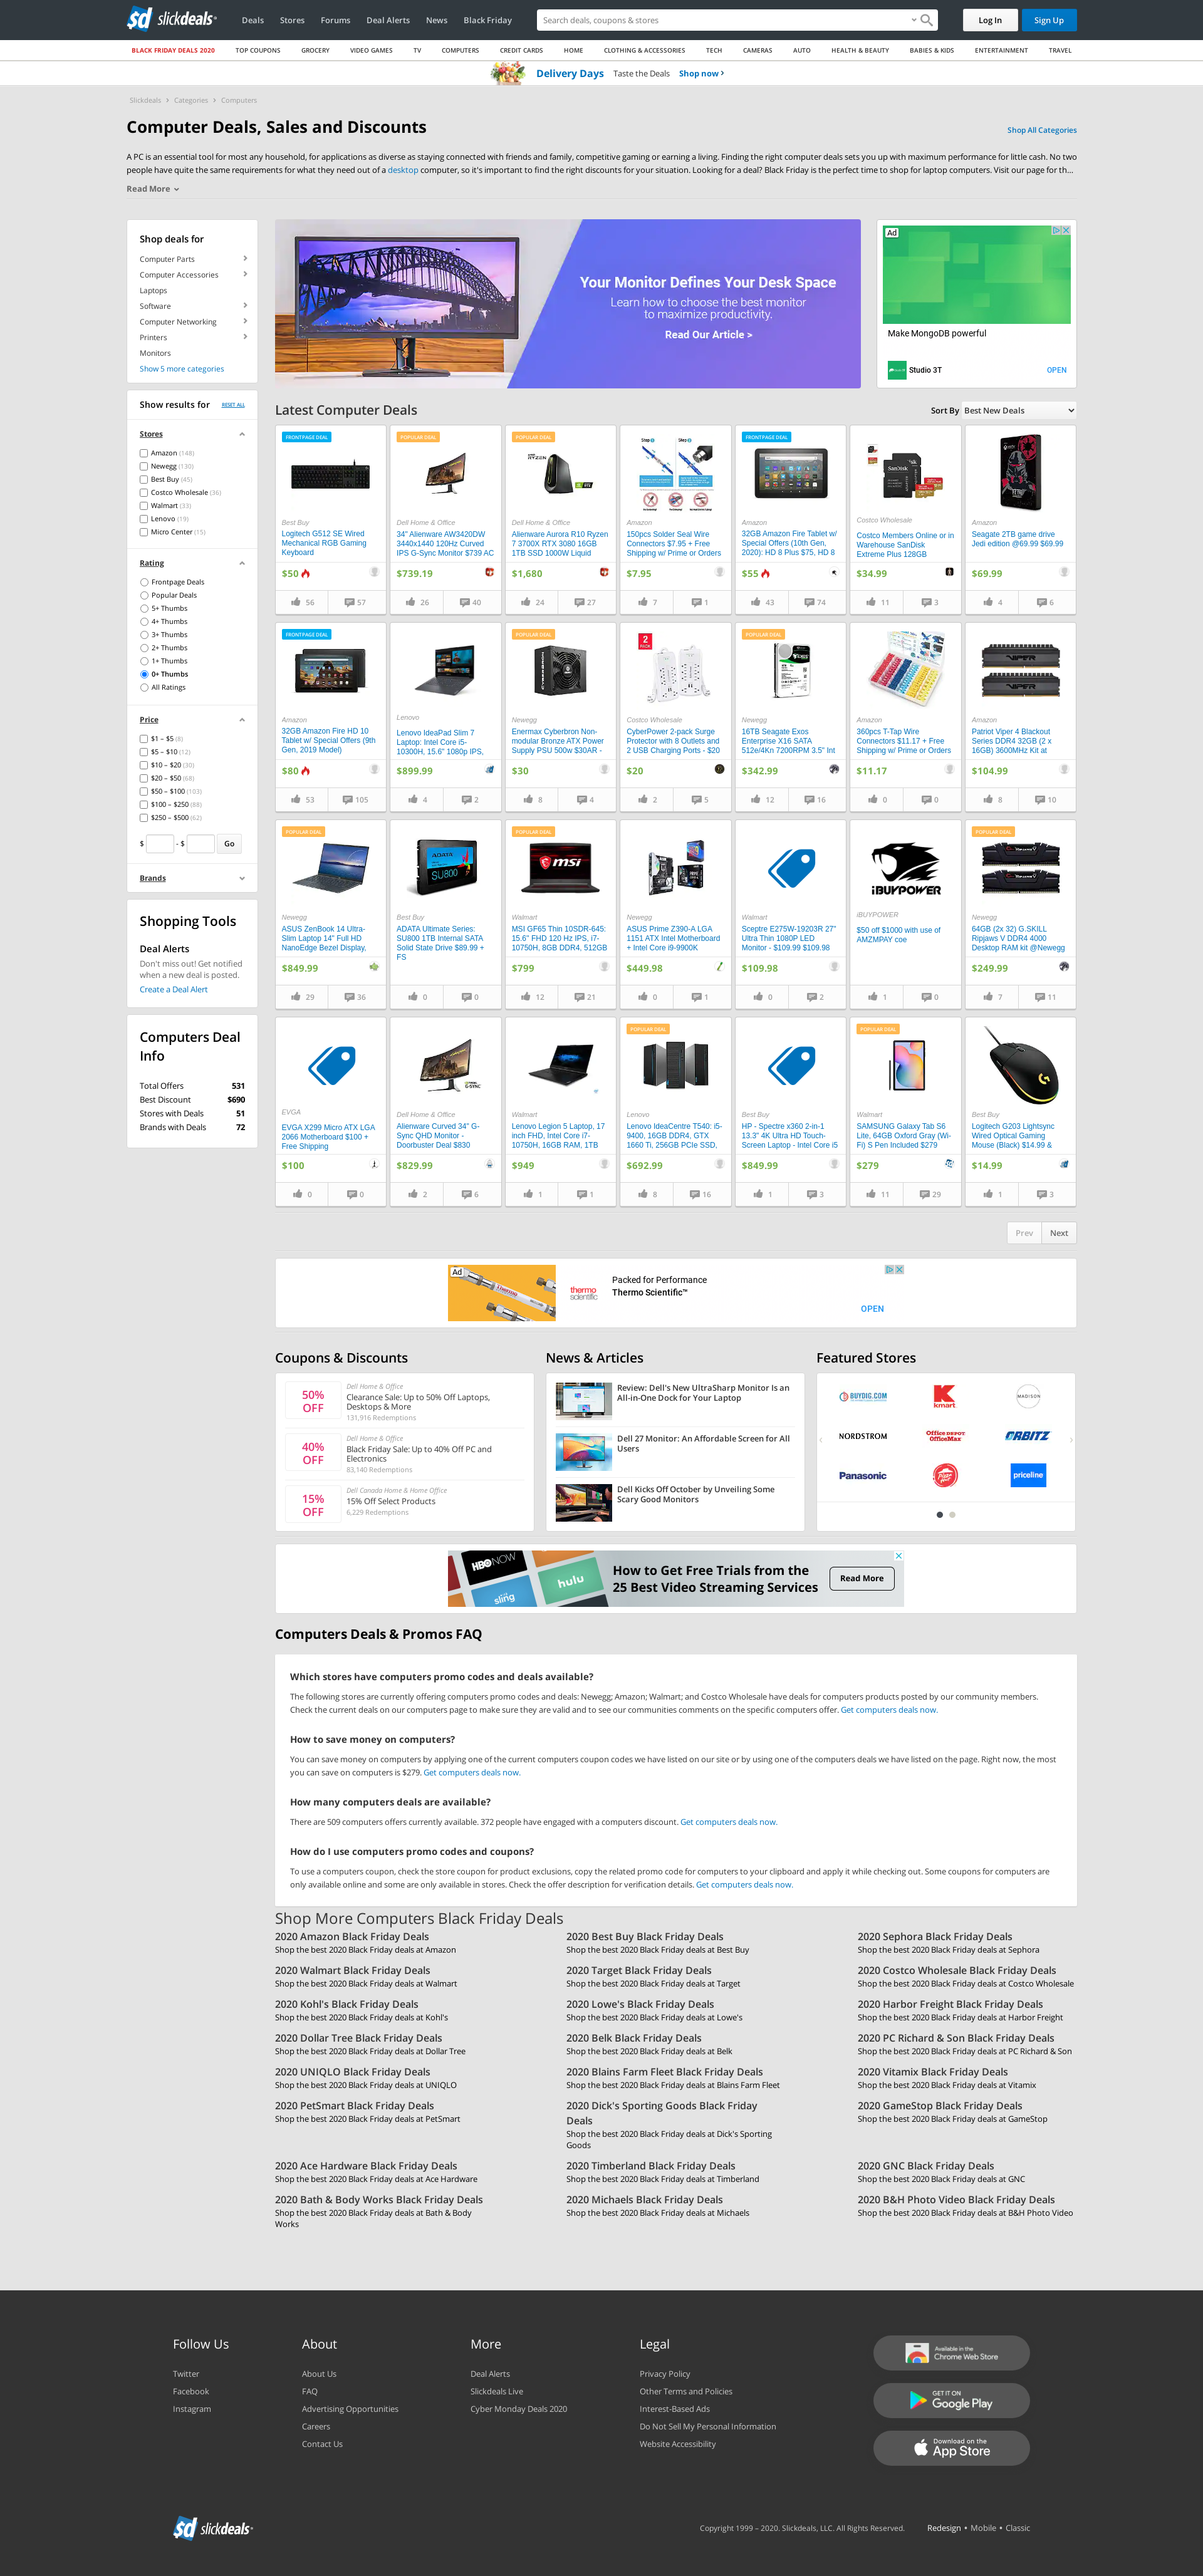 slickdeals
Deals
Stores
Forums
Deal Alerts
News
Black Friday
Search deals, coupons & stores
Log In
Sign Up
BLACK FRIDAY DEALS 2020
TOP COUPONS
GROCERY
VIDEO GAMES
TV
COMPUTERS
CREDIT CARDS
HOME
CLOTHING & ACCESSORIES
TECH
CAMERAS
AUTO
HEALTH & BEAUTY
BABIES & KIDS
ENTERTAINMENT
TRAVEL
Delivery Days Taste the Deals Shop now ›
Slickdeals › Categories › Computers
Computer Deals, Sales and Discounts
Shop All Categories
A PC is an essential tool for most any household, for applications as diverse as staying connected with friends and family, competitive gaming or earning a living. Finding the right computer deals sets you up with maximum performance for little cash. No two
people have quite the same requirements for what they need out of a desktop computer, so it's important to find the right discounts for your situation. Looking for a deal? Black Friday is the perfect time to shop for laptop computers. Visit our page for th...
Read More
Shop deals for
Computer Parts
Computer Accessories
Laptops
Software
Computer Networking
Printers
Monitors
Show 5 more categories
Show results for RESET ALL
Stores
Amazon (148)
Newegg (130)
Best Buy (45)
Costco Wholesale (36)
Walmart (33)
Lenovo (19)
Micro Center (15)
Rating
Frontpage Deals
Popular Deals
5+ Thumbs
4+ Thumbs
3+ Thumbs
2+ Thumbs
1+ Thumbs
0+ Thumbs
All Ratings
Price
$1 – $5 (8)
$5 – $10 (12)
$10 – $20 (30)
$20 – $50 (68)
$50 – $100 (103)
$100 – $250 (88)
$250 – $500 (62)
$ - $ Go
Brands
Shopping Tools
Deal Alerts
Don't miss out! Get notified
when a new deal is posted.
Create a Deal Alert
Computers Deal
Info
Total Offers 531
Best Discount $690
Stores with Deals 51
Brands with Deals 72
Your Monitor Defines Your Desk Space
Learn how to choose the best monitor
to maximize productivity.
Read Our Article >
Ad
Make MongoDB powerful
Studio 3T
OPEN
Latest Computer Deals
Sort By Best New Deals
FRONTPAGE DEAL
Best Buy
Logitech G512 SE Wired
Mechanical RGB Gaming
Keyboard
$50
56 57
POPULAR DEAL
Dell Home & Office
34" Alienware AW3420DW
3440x1440 120Hz Curved
IPS G-Sync Monitor $739 AC
$739.19
26 40
POPULAR DEAL
Dell Home & Office
Alienware Aurora R10 Ryzen
7 3700X RTX 3080 16GB
1TB SSD 1000W Liquid
$1,680
24 27
Amazon
150pcs Solder Seal Wire
Connectors $7.95 + Free
Shipping w/ Prime or Orders
$7.95
7 1
FRONTPAGE DEAL
Amazon
32GB Amazon Fire Tablet w/
Special Offers (10th Gen,
2020): HD 8 Plus $75, HD 8
$55
43 74
Costco Wholesale
Costco Members Online or in
Warehouse SanDisk
Extreme Plus 128GB
$34.99
11 3
Amazon
Seagate 2TB game drive
Jedi edition @69.99 $69.99
$69.99
4 6
FRONTPAGE DEAL
Amazon
32GB Amazon Fire HD 10
Tablet w/ Special Offers (9th
Gen, 2019 Model)
$80
53 105
Lenovo
Lenovo IdeaPad Slim 7
Laptop: Intel Core i5-
10300H, 15.6" 1080p IPS,
$899.99
4 2
POPULAR DEAL
Newegg
Enermax Cyberbron Non-
modular Bronze ATX Power
Supply PSU 500w $30AR -
$30
8 4
2 PACK
Costco Wholesale
CyberPower 2-pack Surge
Protector with 8 Outlets and
2 USB Charging Ports - $20
$20
2 5
POPULAR DEAL
Newegg
16TB Seagate Exos
Enterprise X16 SATA
512e/4Kn 7200RPM 3.5" Int
$342.99
12 16
Amazon
360pcs T-Tap Wire
Connectors $11.17 + Free
Shipping w/ Prime or Orders
$11.17
0 0
Amazon
Patriot Viper 4 Blackout
Series DDR4 32GB (2 x
16GB) 3600MHz Kit at
$104.99
8 10
POPULAR DEAL
Newegg
ASUS ZenBook 14 Ultra-
Slim Laptop 14" Full HD
NanoEdge Bezel Display,
$849.99
29 36
ADATA
SU800
Best Buy
ADATA Ultimate Series:
SU800 1TB Internal SATA
Solid State Drive $89.99 +
FS
0 0
POPULAR DEAL
msi
Walmart
MSI GF65 Thin 10SDR-645:
15.6" FHD 120 Hz IPS, i7-
10750H, 8GB DDR4, 512GB
$799
12 21
Newegg
ASUS Prime Z390-A LGA
1151 ATX Intel Motherboard
+ Intel Core i9-9900K
$449.98
0 1
Walmart
Sceptre E275W-19203R 27"
Ultra Thin 1080P LED
Monitor - $109.99 $109.98
$109.98
0 2
iBUYPOWER
iBUYPOWER
$50 off $1000 with use of
AMZMPAY coe
1 0
POPULAR DEAL
Newegg
64GB (2x 32) G.SKILL
Ripjaws V DDR4 4000
Desktop RAM kit @Newegg
$249.99
7 11
EVGA
EVGA X299 Micro ATX LGA
2066 Motherboard $100 +
Free Shipping
$100
0 0
Dell Home & Office
Alienware Curved 34" G-
Sync QHD Monitor -
Doorbuster Deal $830
$829.99
2 6
Walmart
Lenovo Legion 5 Laptop, 17
inch FHD, Intel Core i7-
10750H, 16GB RAM, 1TB
$949
1 1
POPULAR DEAL
Lenovo
Lenovo IdeaCentre T540: i5-
9400, 16GB DDR4, GTX
1660 Ti, 256GB PCIe SSD,
$692.99
8 16
Best Buy
HP - Spectre x360 2-in-1
13.3" 4K Ultra HD Touch-
Screen Laptop - Intel Core i5
$849.99
1 3
POPULAR DEAL
Walmart
SAMSUNG Galaxy Tab S6
Lite, 64GB Oxford Gray (Wi-
Fi) S Pen Included $279
$279
11 29
Best Buy
Logitech G203 Lightsync
Wired Optical Gaming
Mouse (Black) $14.99 &
$14.99
1 3
Prev Next
Ad
thermo scientific
Packed for Performance
Thermo Scientific™
OPEN
Coupons & Discounts
50% OFF
Dell Home & Office
Clearance Sale: Up to 50% Off Laptops,
Desktops & More
131,916 Redemptions
40% OFF
Dell Home & Office
Black Friday Sale: Up to 40% Off PC and
Electronics
83,140 Redemptions
15% OFF
Dell Canada Home & Home Office
15% Off Select Products
6,229 Redemptions
News & Articles
Review: Dell's New UltraSharp Monitor Is an
All-in-One Dock for Your Laptop
Dell 27 Monitor: An Affordable Screen for All
Users
Dell Kicks Off October by Unveiling Some
Scary Good Monitors
Featured Stores
BUYDIG.COM
kmart
MADISON
NORDSTROM
Office DEPOT OfficeMax
ORBITZ
Panasonic
Pizza Hut
priceline
HBO NOW
hulu
sling
How to Get Free Trials from the
25 Best Video Streaming Services
Read More
Computers Deals & Promos FAQ
Which stores have computers promo codes and deals available?
The following stores are currently offering computers promo codes and deals: Newegg; Amazon; Walmart; and Costco Wholesale have deals for computers products posted by our community members.
Check the current deals on our computers page to make sure they are valid and to see our communities comments on the specific computers offer. Get computers deals now.
How to save money on computers?
You can save money on computers by applying one of the current computers coupon codes we have listed on our site or by using one of the computers deals we have listed on the page. Right now, the most
you can save on computers is $279. Get computers deals now.
How many computers deals are available?
There are 509 computers offers currently available. 372 people have engaged with a computers discount. Get computers deals now.
How do I use computers promo codes and coupons?
To use a computers coupon, check the store coupon for product exclusions, copy the related promo code for computers to your clipboard and apply it while checking out. Some coupons for computers are
only available online and some are only available in stores. Check the offer description for verification details. Get computers deals now.
Shop More Computers Black Friday Deals
2020 Amazon Black Friday Deals
Shop the best 2020 Black Friday deals at Amazon
2020 Best Buy Black Friday Deals
Shop the best 2020 Black Friday deals at Best Buy
2020 Sephora Black Friday Deals
Shop the best 2020 Black Friday deals at Sephora
2020 Walmart Black Friday Deals
Shop the best 2020 Black Friday deals at Walmart
2020 Target Black Friday Deals
Shop the best 2020 Black Friday deals at Target
2020 Costco Wholesale Black Friday Deals
Shop the best 2020 Black Friday deals at Costco Wholesale
2020 Kohl's Black Friday Deals
Shop the best 2020 Black Friday deals at Kohl's
2020 Lowe's Black Friday Deals
Shop the best 2020 Black Friday deals at Lowe's
2020 Harbor Freight Black Friday Deals
Shop the best 2020 Black Friday deals at Harbor Freight
2020 Dollar Tree Black Friday Deals
Shop the best 2020 Black Friday deals at Dollar Tree
2020 Belk Black Friday Deals
Shop the best 2020 Black Friday deals at Belk
2020 PC Richard & Son Black Friday Deals
Shop the best 2020 Black Friday deals at PC Richard & Son
2020 UNIQLO Black Friday Deals
Shop the best 2020 Black Friday deals at UNIQLO
2020 Blains Farm Fleet Black Friday Deals
Shop the best 2020 Black Friday deals at Blains Farm Fleet
2020 Vitamix Black Friday Deals
Shop the best 2020 Black Friday deals at Vitamix
2020 PetSmart Black Friday Deals
Shop the best 2020 Black Friday deals at PetSmart
2020 Dick's Sporting Goods Black Friday
Deals
Shop the best 2020 Black Friday deals at Dick's Sporting
Goods
2020 GameStop Black Friday Deals
Shop the best 2020 Black Friday deals at GameStop
2020 Ace Hardware Black Friday Deals
Shop the best 2020 Black Friday deals at Ace Hardware
2020 Timberland Black Friday Deals
Shop the best 2020 Black Friday deals at Timberland
2020 GNC Black Friday Deals
Shop the best 2020 Black Friday deals at GNC
2020 Bath & Body Works Black Friday Deals
Shop the best 2020 Black Friday deals at Bath & Body
Works
2020 Michaels Black Friday Deals
Shop the best 2020 Black Friday deals at Michaels
2020 B&H Photo Video Black Friday Deals
Shop the best 2020 Black Friday deals at B&H Photo Video
Follow Us
Twitter
Facebook
Instagram
About
About Us
FAQ
Advertising Opportunities
Careers
Contact Us
More
Deal Alerts
Slickdeals Live
Cyber Monday Deals 2020
Legal
Privacy Policy
Other Terms and Policies
Interest-Based Ads
Do Not Sell My Personal Information
Website Accessibility
Available in the
Chrome Web Store
GET IT ON
Google Play
Download on the
App Store
slickdeals
Copyright 1999 – 2020. Slickdeals, LLC. All Rights Reserved.
Redesign • Mobile • Classic